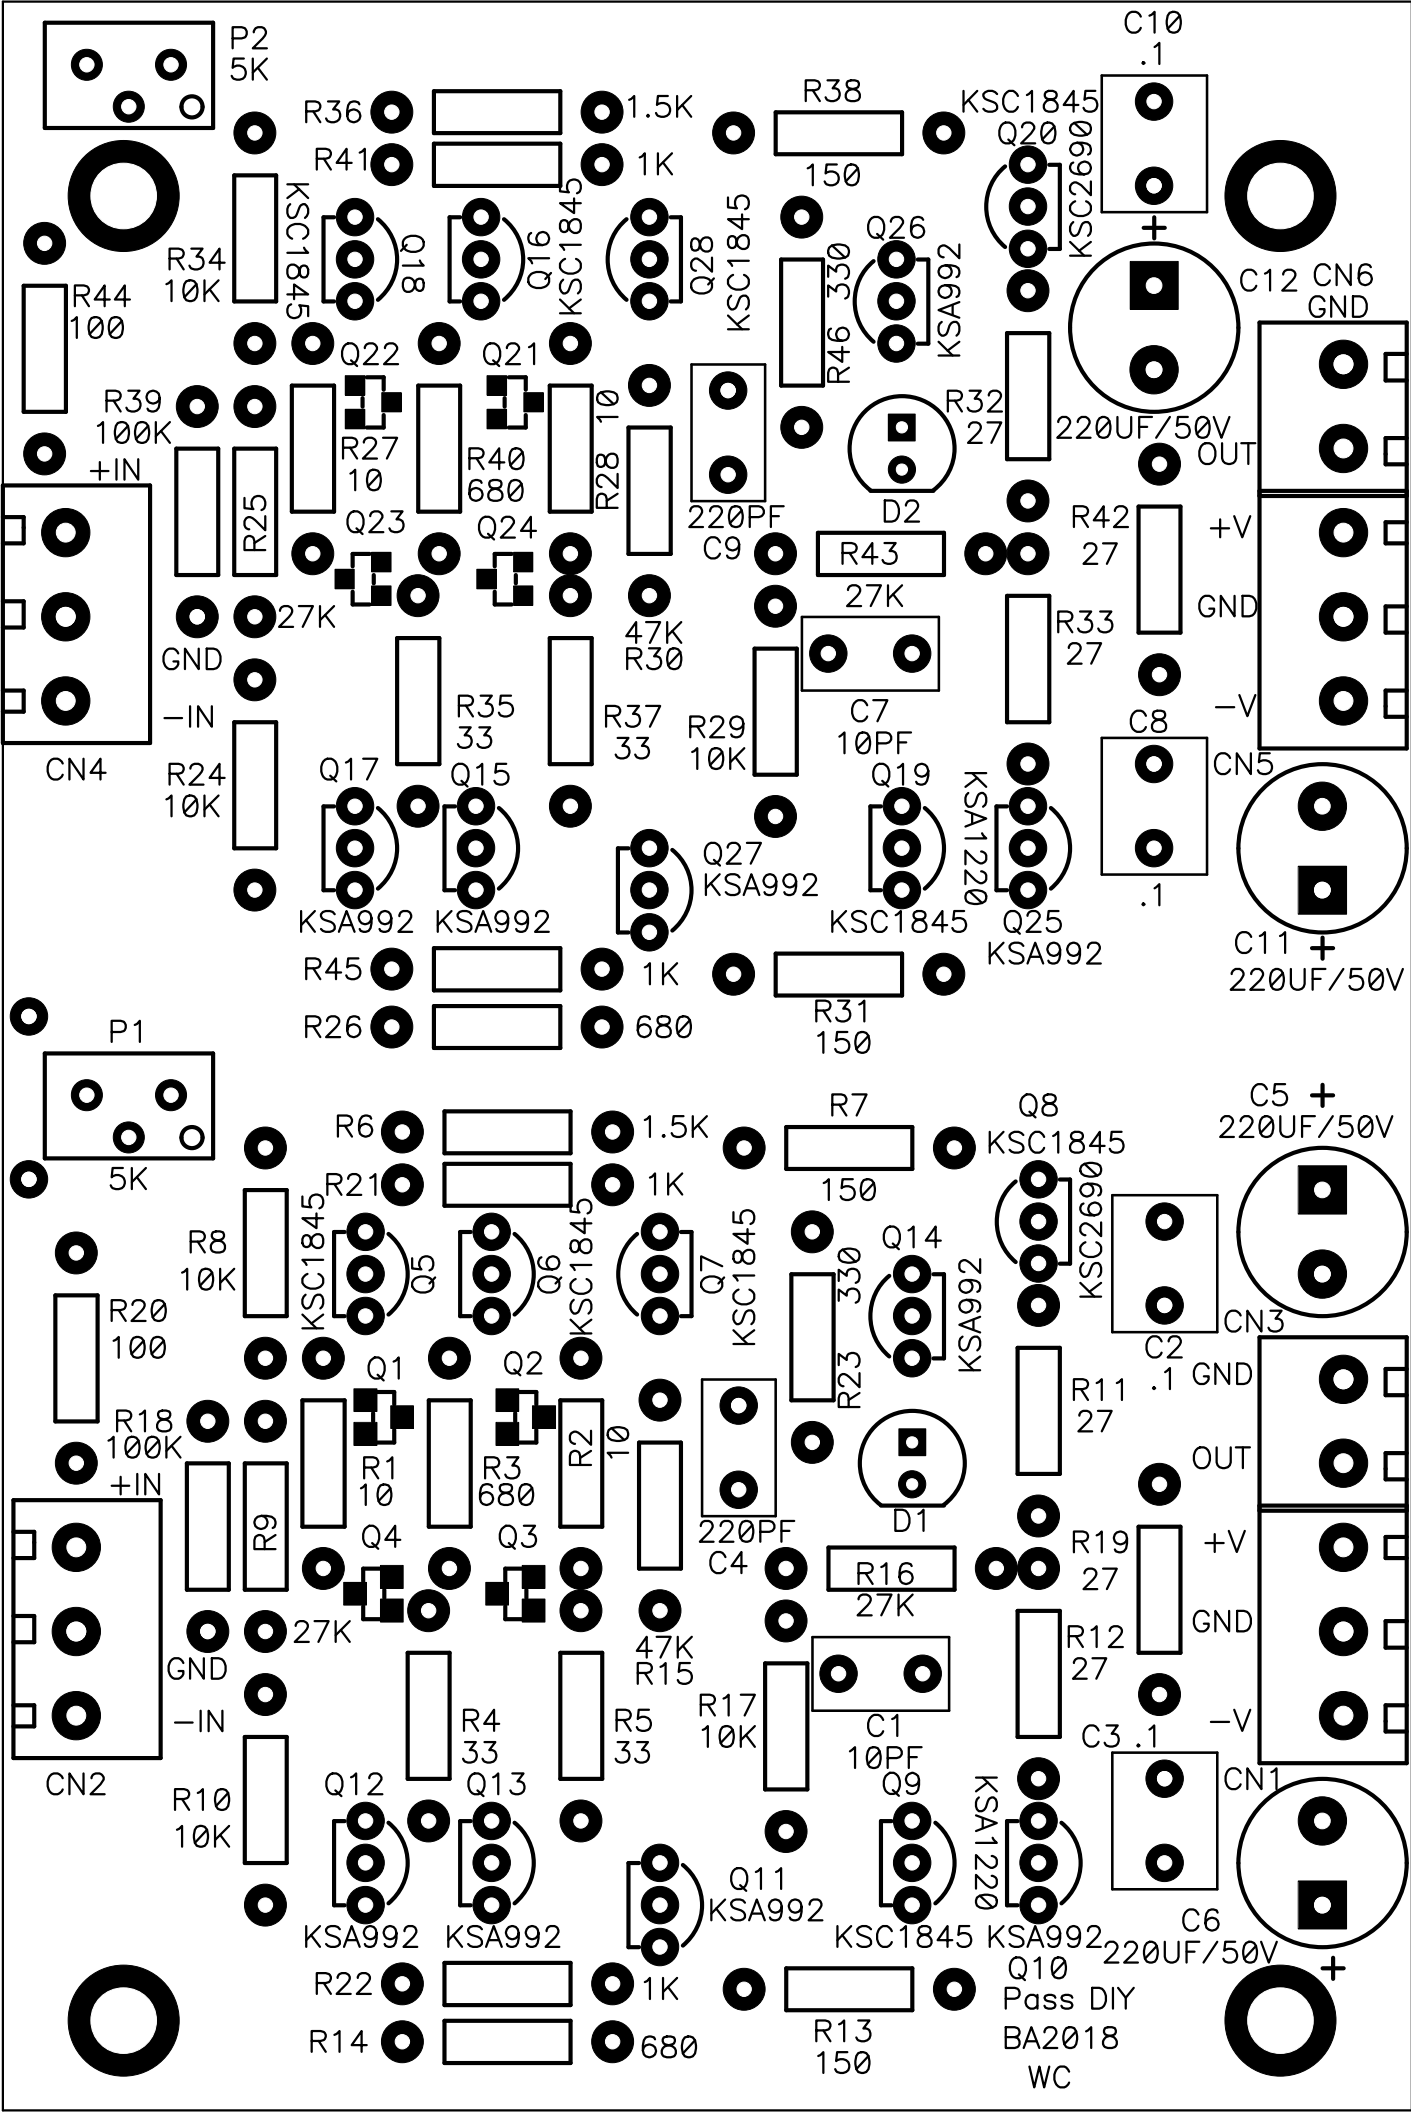 P2
5K
C10
.1
R36
1.5K
R38
150
KSC1845
Q20
KSC2690
R41
1K
R34
10K
KSC1845
Q18
Q16
KSC1845
Q28
KSC1845
330
R46
Q26
KSA992
+
C12
220UF/50V
CN6
GND
OUT
R44
100
Q22
Q21
R39
100K
+IN
R27
10
R40
680
10
R28
R32
27
R25
Q23
Q24
220PF
C9
D2
R43
27K
R42
27
+V
GND
-V
27K
GND
-IN
47K
R30
R33
27
CN4
R24
10K
R35
33
R37
33
R29
10K
C7
10PF
C8
CN5
Q17
Q15
Q19
KSA1220
Q27
KSA992
.1
KSA992
KSA992
KSC1845
Q25
KSA992
C11 +
220UF/50V
R45
1K
R26
680
R31
150
P1
5K
R6
1.5K
R7
150
Q8
KSC1845
KSC2690
C5 +
220UF/50V
R21
1K
R8
10K
KSC1845
Q5
Q6
KSC1845
Q7
KSC1845
330
R23
Q14
KSA992
R20
100
CN3
C2
.1
GND
OUT
Q1
Q2
R18
100K
+IN
R1
10
R3
680
R2
10
R11
27
R9
Q4
Q3
220PF
C4
D1
R16
27K
R19
27
+V
GND
-V
27K
GND
-IN
47K
R15
R12
27
CN2
R10
10K
R4
33
R5
33
R17
10K
C1
10PF
C3 .1
CN1
Q12
Q13
Q9
KSA1220
Q11
KSA992
KSA992
KSA992
KSC1845
KSA992
Q10
C6
220UF/50V
+
R22
1K
R14
680
R13
150
Pass DIY
BA2018
WC